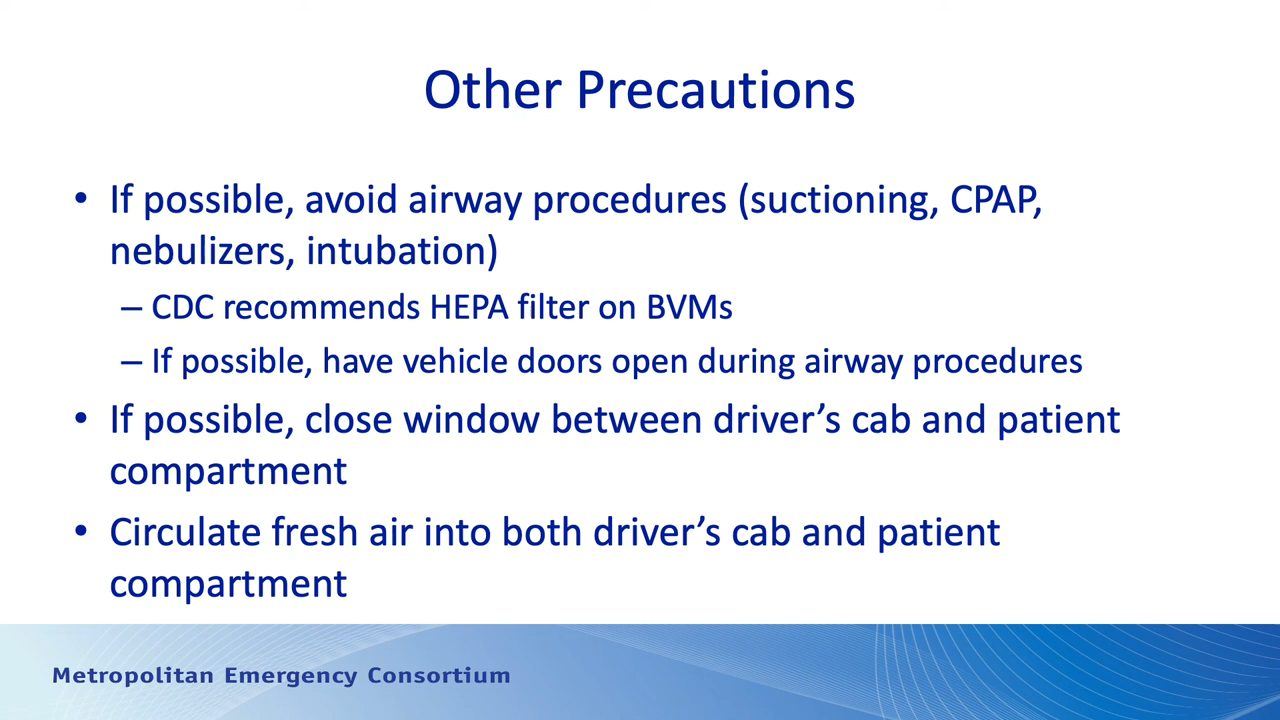 Other Precautions
• If possible, avoid airway procedures (suctioning, CPAP,
nebulizers, intubation)
– CDC recommends HEPA filter on BVMs
– If possible, have vehicle doors open during airway procedures
• If possible, close window between driver’s cab and patient
compartment
• Circulate fresh air into both driver’s cab and patient
compartment
Metropolitan Emergency Consortium